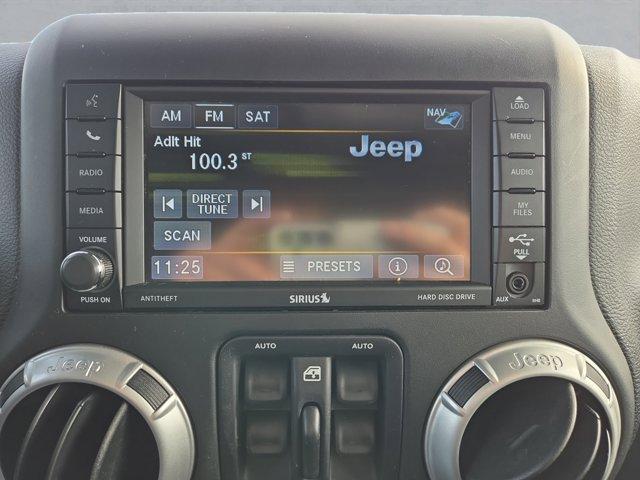 AM FM SAT NAV
Adlt Hit
100.3 ST
Jeep
DIRECT
TUNE
SCAN
11:25 PRESETS
RADIO
MEDIA
VOLUME
PUSH ON
LOAD
MENU
AUDIO
MY
FILES
PULL
AUX RHB
ANTITHEFT SIRIUS HARD DISC DRIVE
AUTO AUTO
Jeep
Jeep